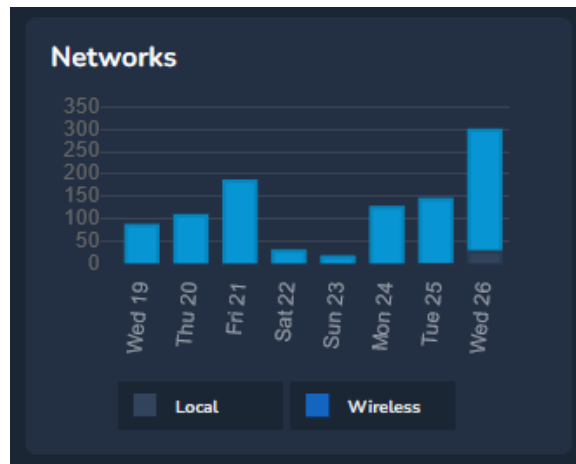 Networks
350
300
250
200
150
100
50
0
Wed 19
Thu 20
Fri 21
Sat 22
Sun 23
Mon 24
Tue 25
Wed 26
Local
Wireless